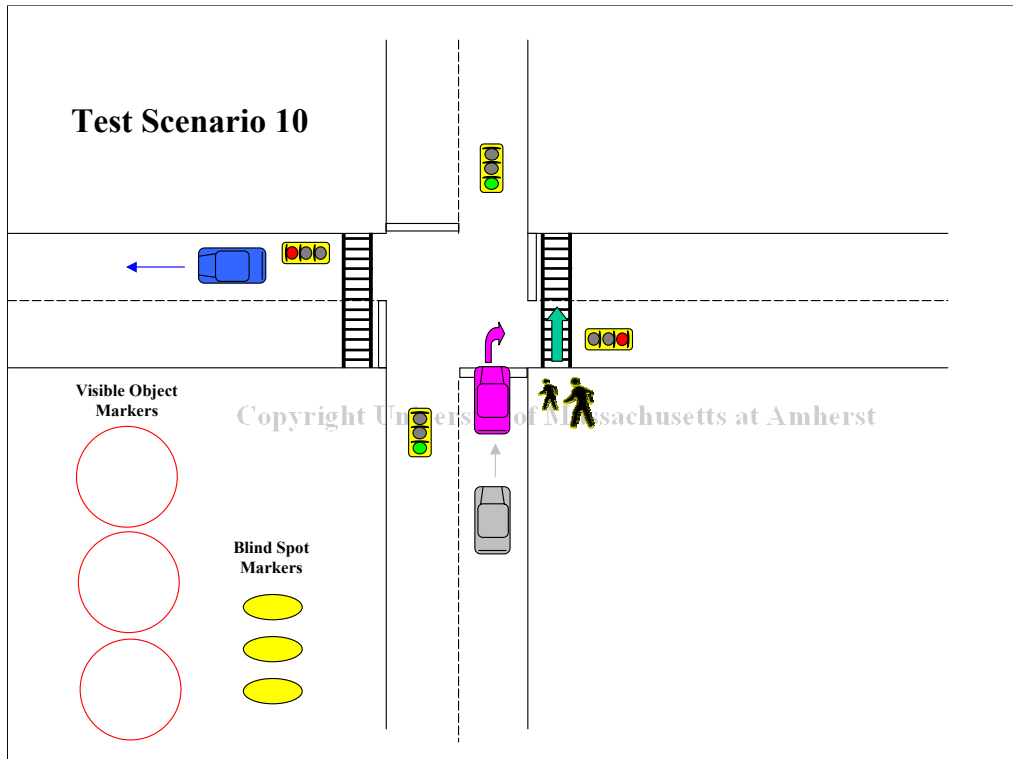 Test Scenario 10
Visible Object
Markers
Copyright University of Massachusetts at Amherst
Blind Spot
Markers